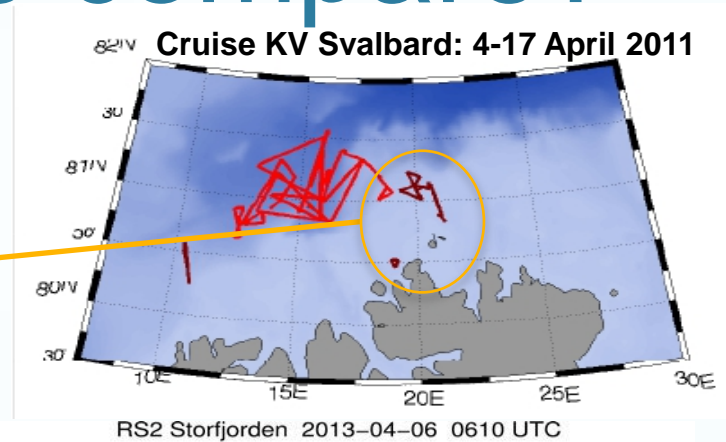 compare?
Cruise KV Svalbard: 4-17 April 2011
82°N
30'
81°N
30'
80°N
30'
10E
15E
20E
25E
30E
RS2 Storfjorden 2013-04-06 0610 UTC